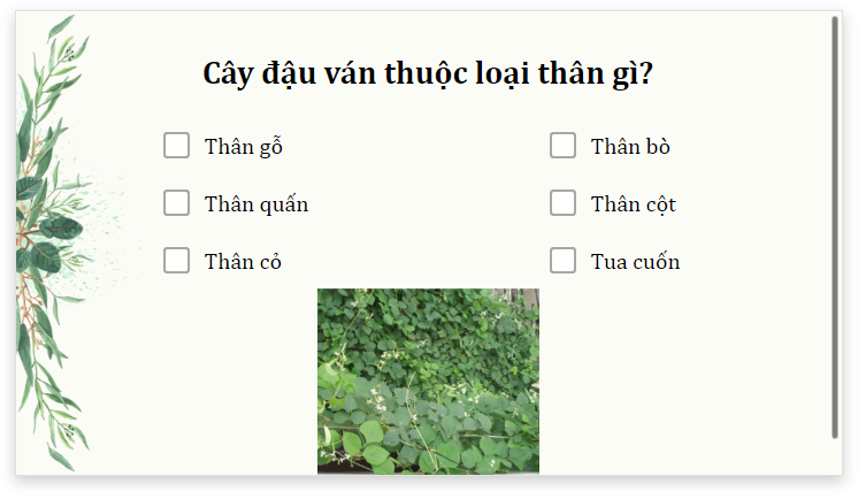 Cây đậu ván thuộc loại thân gì?
Thân gỗ
Thân bò
Thân quấn
Thân cột
Thân cỏ
Tua cuốn